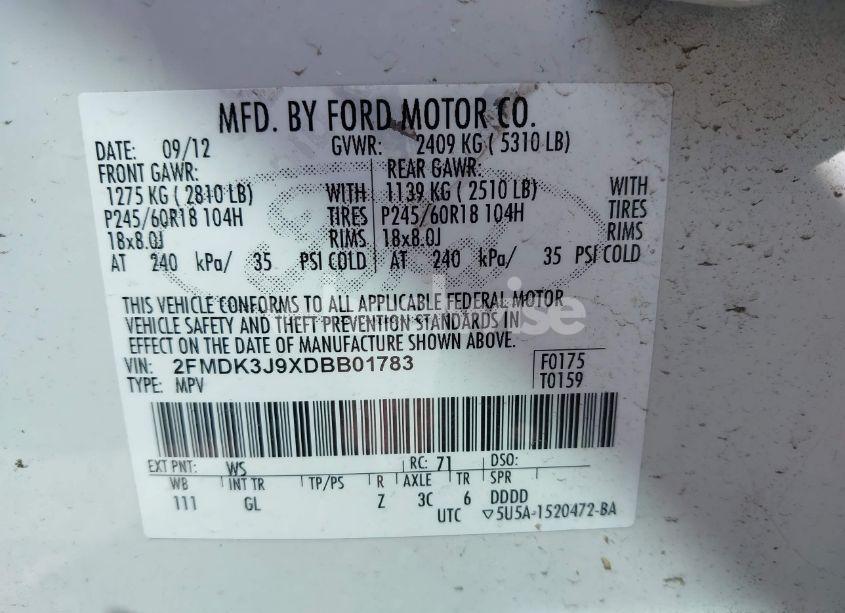 MFD. BY FORD MOTOR CO.
DATE: 09/12 GVWR: 2409 KG ( 5310 LB)
FRONT GAWR: REAR GAWR:
1275 KG ( 2810 LB) WITH 1139 KG ( 2510 LB) WITH
P245/60R18 104H TIRES P245/60R18 104H TIRES
18x8.0J RIMS 18x8.0J RIMS
AT 240 kPa/ 35 PSI COLD AT 240 kPa/ 35 PSI COLD
THIS VEHICLE CONFORMS TO ALL APPLICABLE FEDERAL MOTOR
VEHICLE SAFETY AND THEFT PREVENTION STANDARDS IN
EFFECT ON THE DATE OF MANUFACTURE SHOWN ABOVE.
VIN: 2FMDK3J9XDBB01783 F0175
TYPE: MPV T0159
EXT PNT: WS RC: 71 DSO:
WB INT TR TP/PS R AXLE TR SPR
111 GL Z 3C 6 DDDD
UTC ▽5U5A-1520472-BA